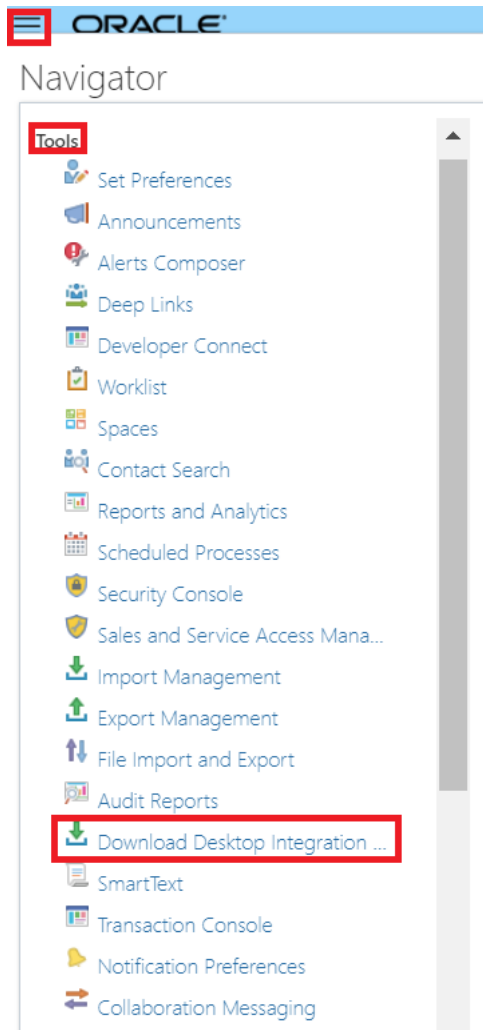 ORACLE
Navigator
Tools
Set Preferences
Announcements
Alerts Composer
Deep Links
Developer Connect
Worklist
Spaces
Contact Search
Reports and Analytics
Scheduled Processes
Security Console
Sales and Service Access Mana...
Import Management
Export Management
File Import and Export
Audit Reports
Download Desktop Integration ...
SmartText
Transaction Console
Notification Preferences
Collaboration Messaging